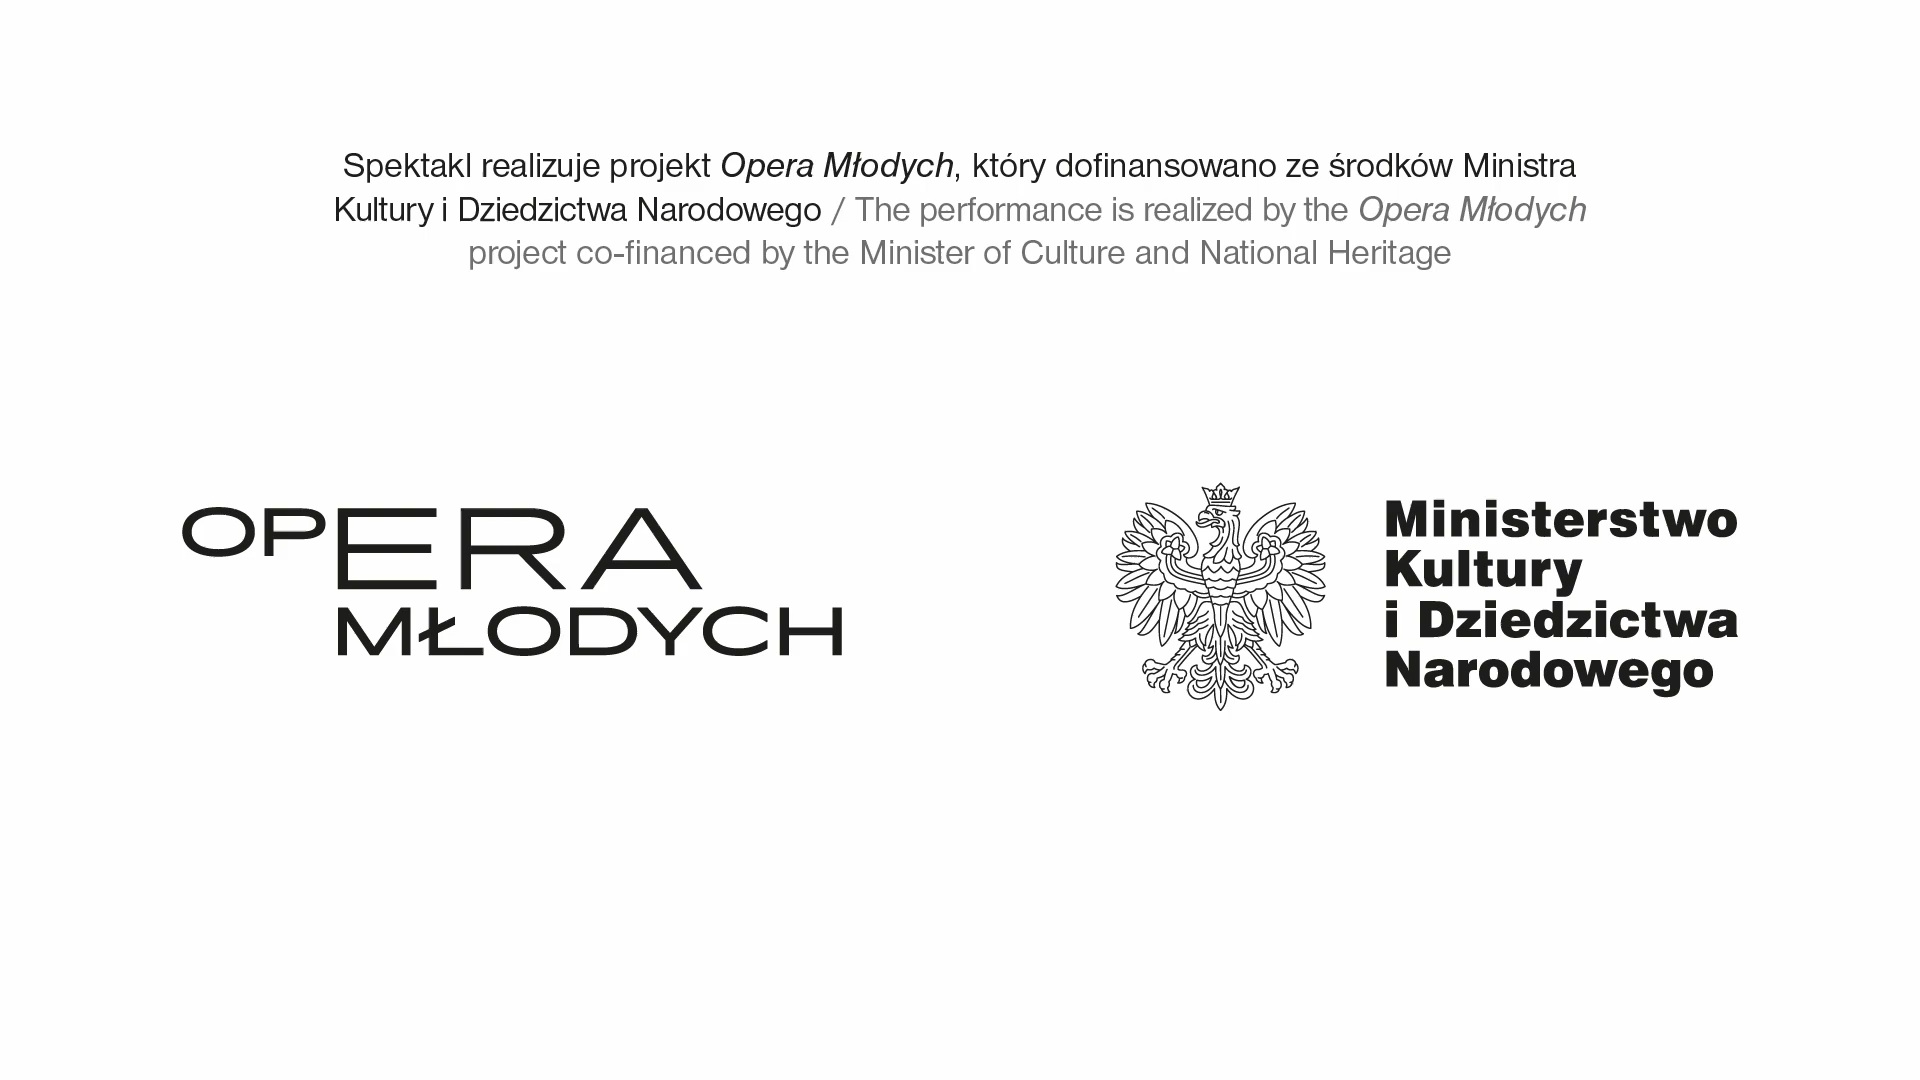 Spektakl realizuje projekt Opera Młodych, który dofinansowano ze środków Ministra
Kultury i Dziedzictwa Narodowego / The performance is realized by the Opera Młodych
project co-financed by the Minister of Culture and National Heritage
OPERA
MŁODYCH
Ministerstwo
Kultury
i Dziedzictwa
Narodowego